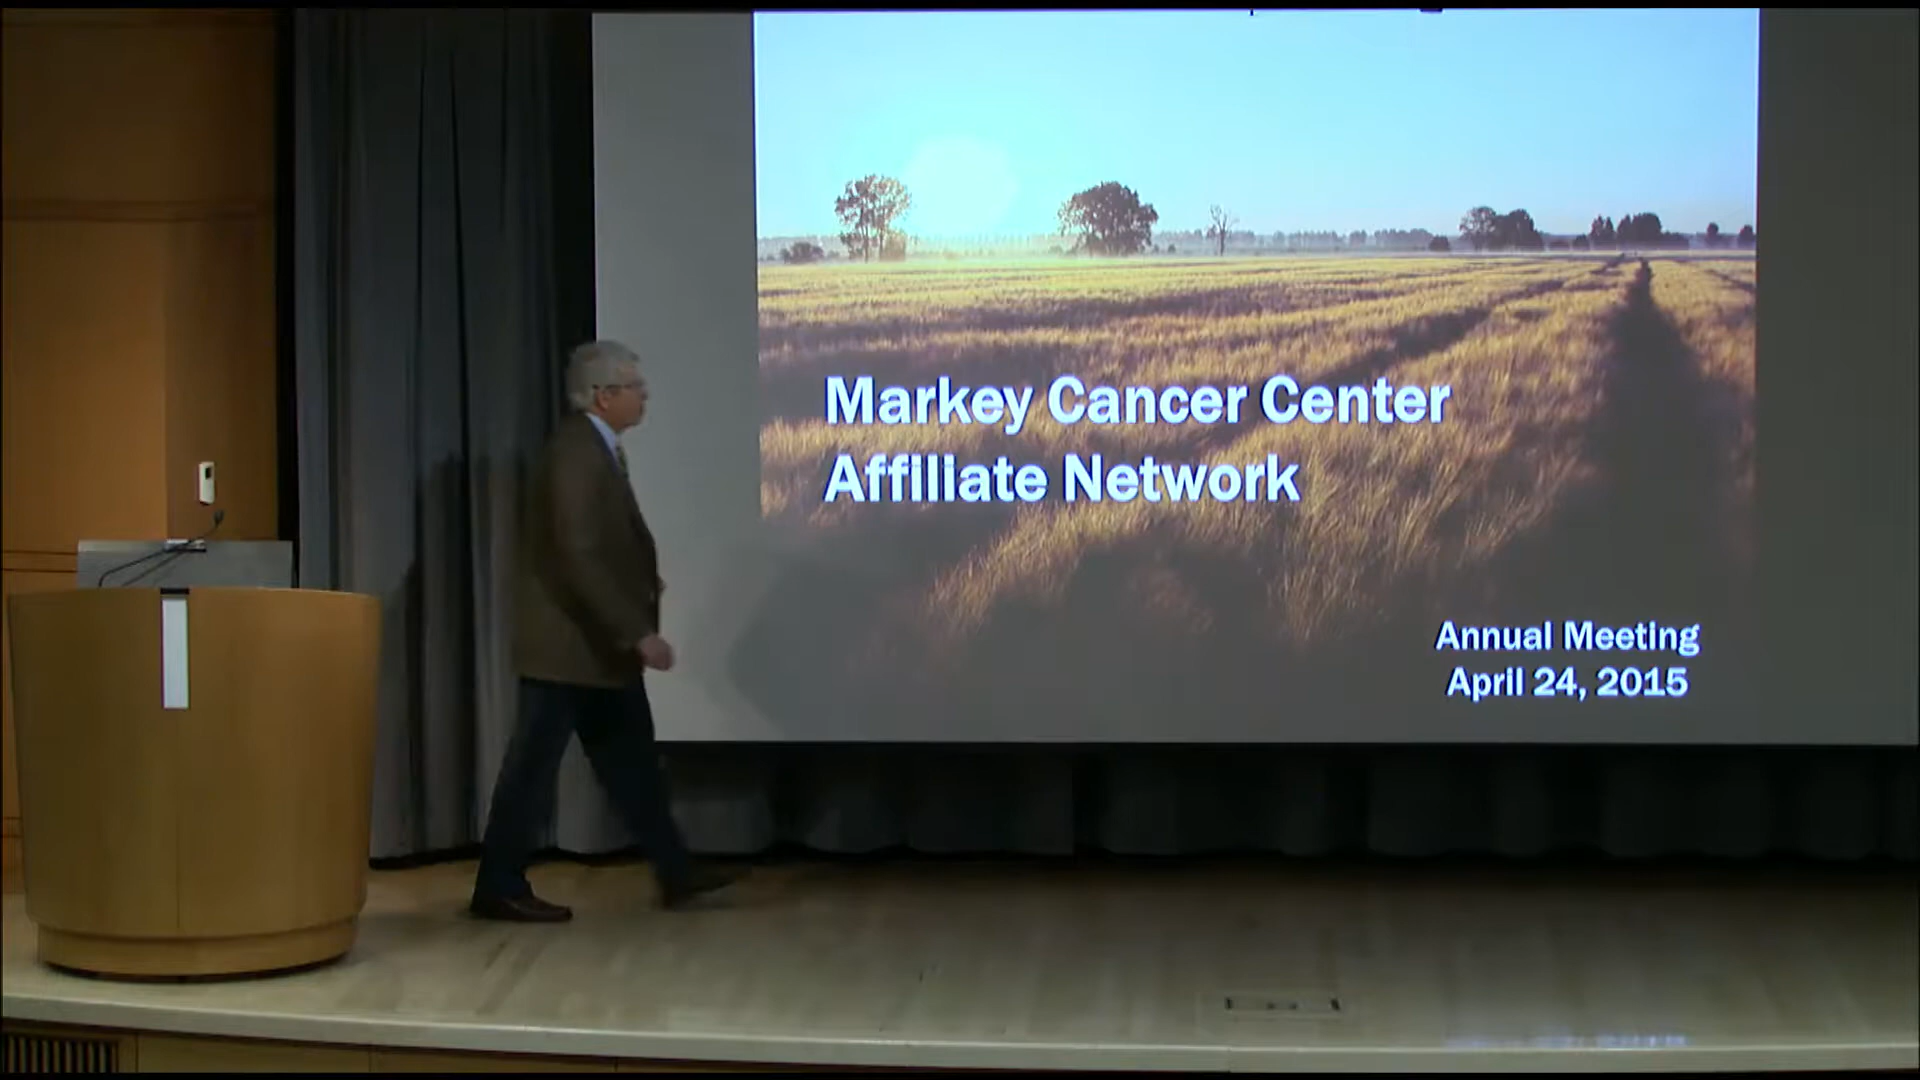 Markey Cancer Center
Affiliate Network
Annual Meeting
April 24, 2015